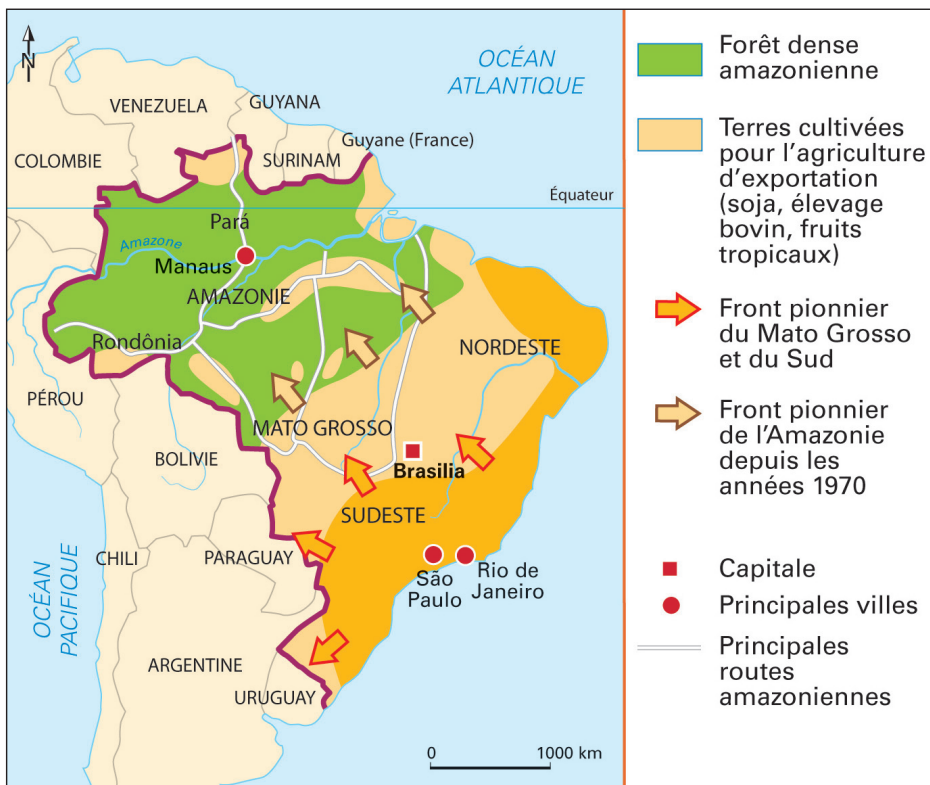 N
OCÉAN
ATLANTIQUE
VENEZUELA
GUYANA
Guyane (France)
COLOMBIE
SURINAM
Équateur
Pará
Amazone
Manaus
AMAZONIE
Rondônia
NORDESTE
PÉROU
MATO GROSSO
BOLIVIE
Brasilia
SUDESTE
OCÉAN
PACIFIQUE
CHILI
PARAGUAY
São
Paulo
Rio de
Janeiro
ARGENTINE
URUGUAY
0
1000 km
Forêt dense
amazonienne
Terres cultivées
pour l'agriculture
d'exportation
(soja, élevage
bovin, fruits
tropicaux)
Front pionnier
du Mato Grosso
et du Sud
Front pionnier
de l'Amazonie
depuis les
années 1970
Capitale
Principales villes
Principales
routes
amazoniennes